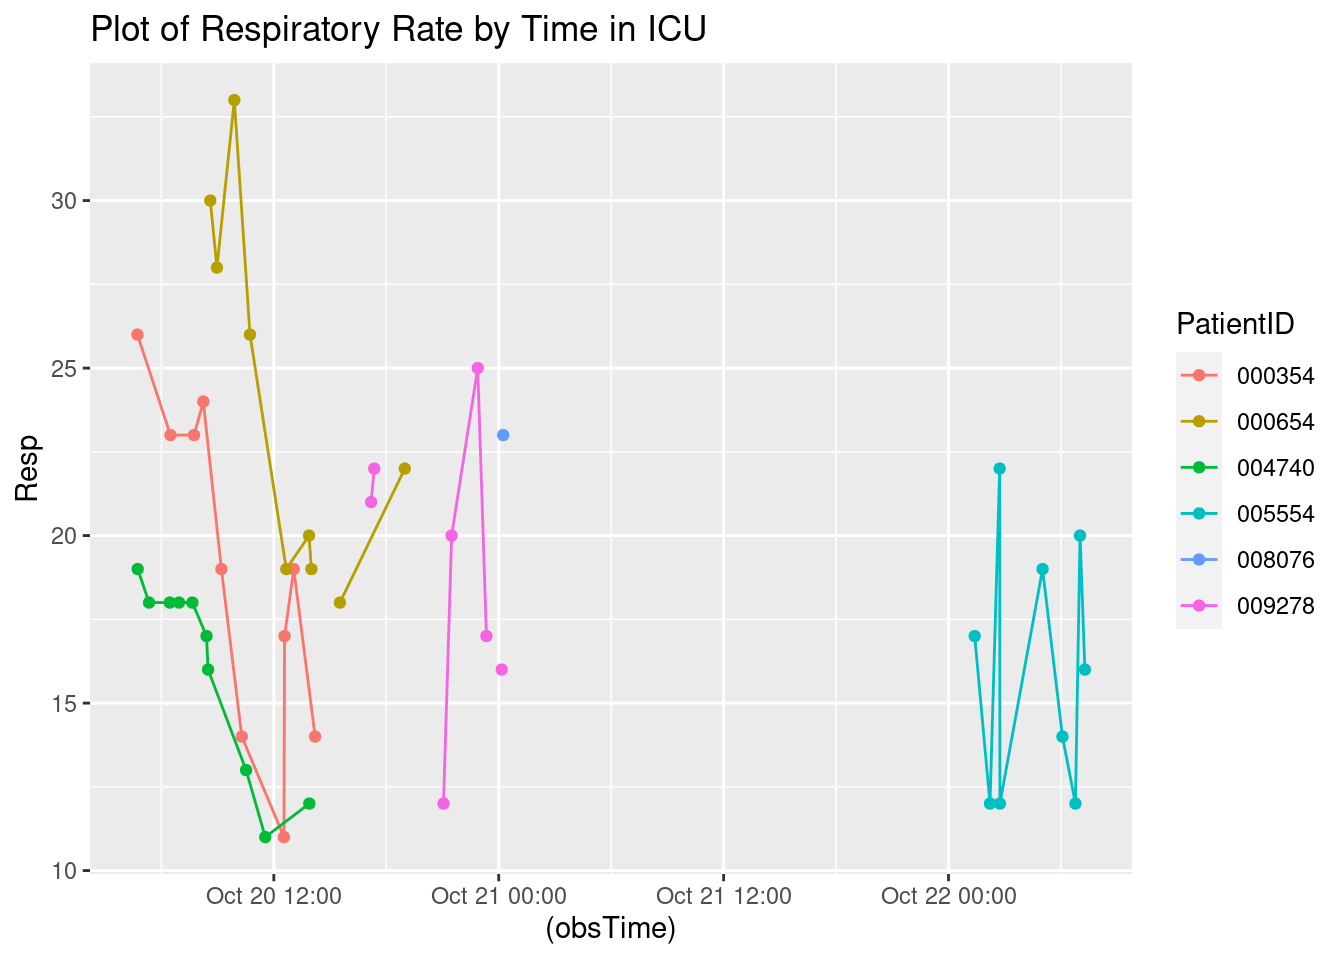 Plot of Respiratory Rate by Time in ICU
30
25
20
15
10
Resp
Oct 20 12:00
Oct 21 00:00
Oct 21 12:00
Oct 22 00:00
(obsTime)
PatientID
000354
000654
004740
005554
008076
009278